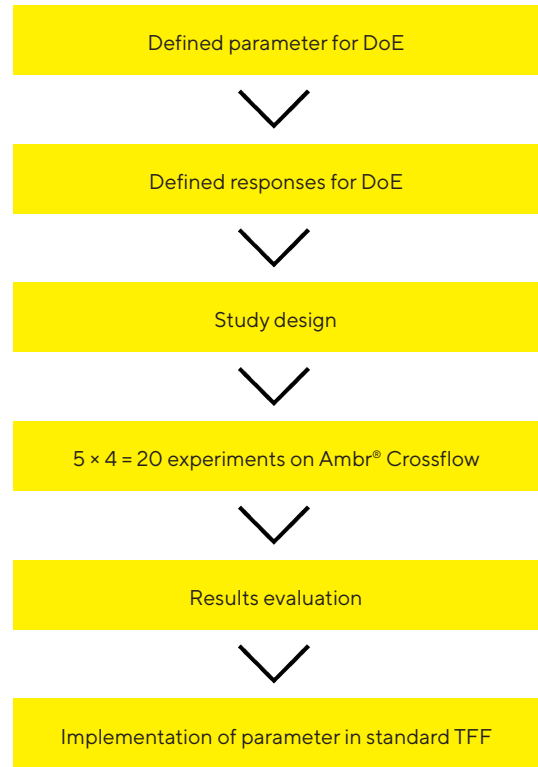 Defined parameter for DoE
Defined responses for DoE
Study design
5 × 4 = 20 experiments on Ambr® Crossflow
Results evaluation
Implementation of parameter in standard TFF